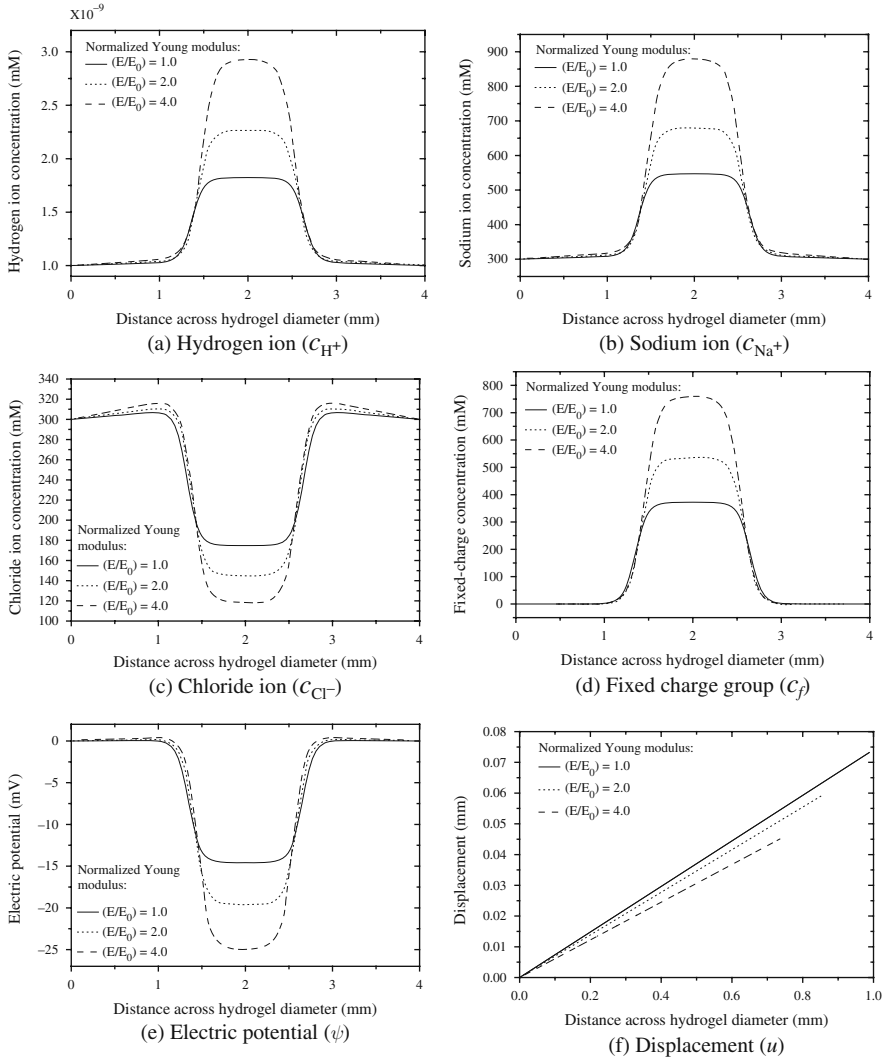 X10⁻⁹
Normalized Young modulus:
(E/E₀) = 1.0
(E/E₀) = 2.0
(E/E₀) = 4.0
3.0
2.5
2.0
1.5
1.0
Hydrogen ion concentration (mM)
0 1 2 3 4
Distance across hydrogel diameter (mm)
(a) Hydrogen ion (C_H⁺)
Normalized Young modulus:
(E/E₀) = 1.0
(E/E₀) = 2.0
(E/E₀) = 4.0
900
800
700
600
500
400
300
Sodium ion concentration (mM)
0 1 2 3 4
Distance across hydrogel diameter (mm)
(b) Sodium ion (C_Na⁺)
340
320
300
280
260
240
220
200
180
160
140
120
100
Chloride ion concentration (mM)
Normalized Young
modulus:
(E/E₀) = 1.0
(E/E₀) = 2.0
(E/E₀) = 4.0
0 1 2 3 4
Distance across hydrogel diameter (mm)
(c) Chloride ion (C_Cl⁻)
Normalized Young modulus:
(E/E₀) = 1.0
(E/E₀) = 2.0
(E/E₀) = 4.0
800
700
600
500
400
300
200
100
0
Fixed-charge concentration (mM)
0 1 2 3 4
Distance across hydrogel diameter (mm)
(d) Fixed charge group (C_f)
0
−5
−10
−15
−20
−25
Electric potential (mV)
Normalized Young
modulus:
(E/E₀) = 1.0
(E/E₀) = 2.0
(E/E₀) = 4.0
0 1 2 3 4
Distance across hydrogel diameter (mm)
(e) Electric potential (ψ)
Normalized Young modulus:
(E/E₀) = 1.0
(E/E₀) = 2.0
(E/E₀) = 4.0
0.08
0.07
0.06
0.05
0.04
0.03
0.02
0.01
0.00
Displacement (mm)
0.0 0.2 0.4 0.6 0.8 1.0
Distance across hydrogel diameter (mm)
(f) Displacement (u)